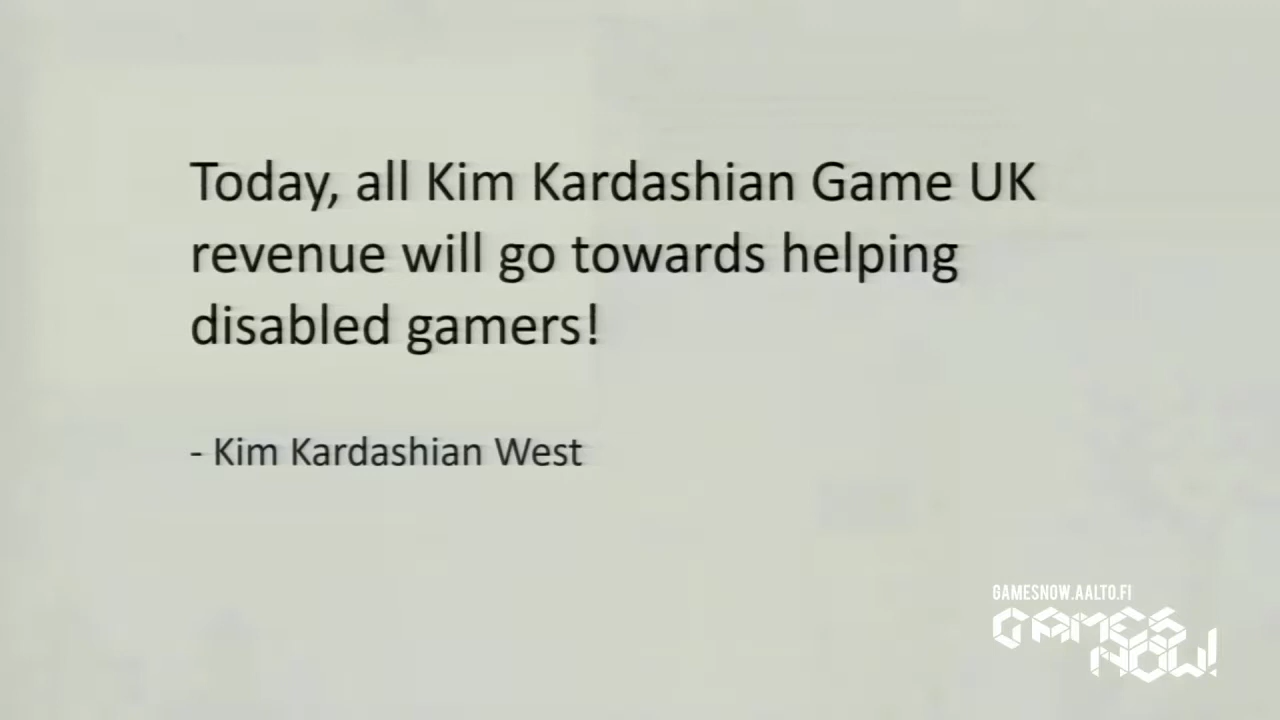 Today, all Kim Kardashian Game UK
revenue will go towards helping
disabled gamers!
- Kim Kardashian West
GAMESNOW.AALTO.FI
GAMES
NOW!